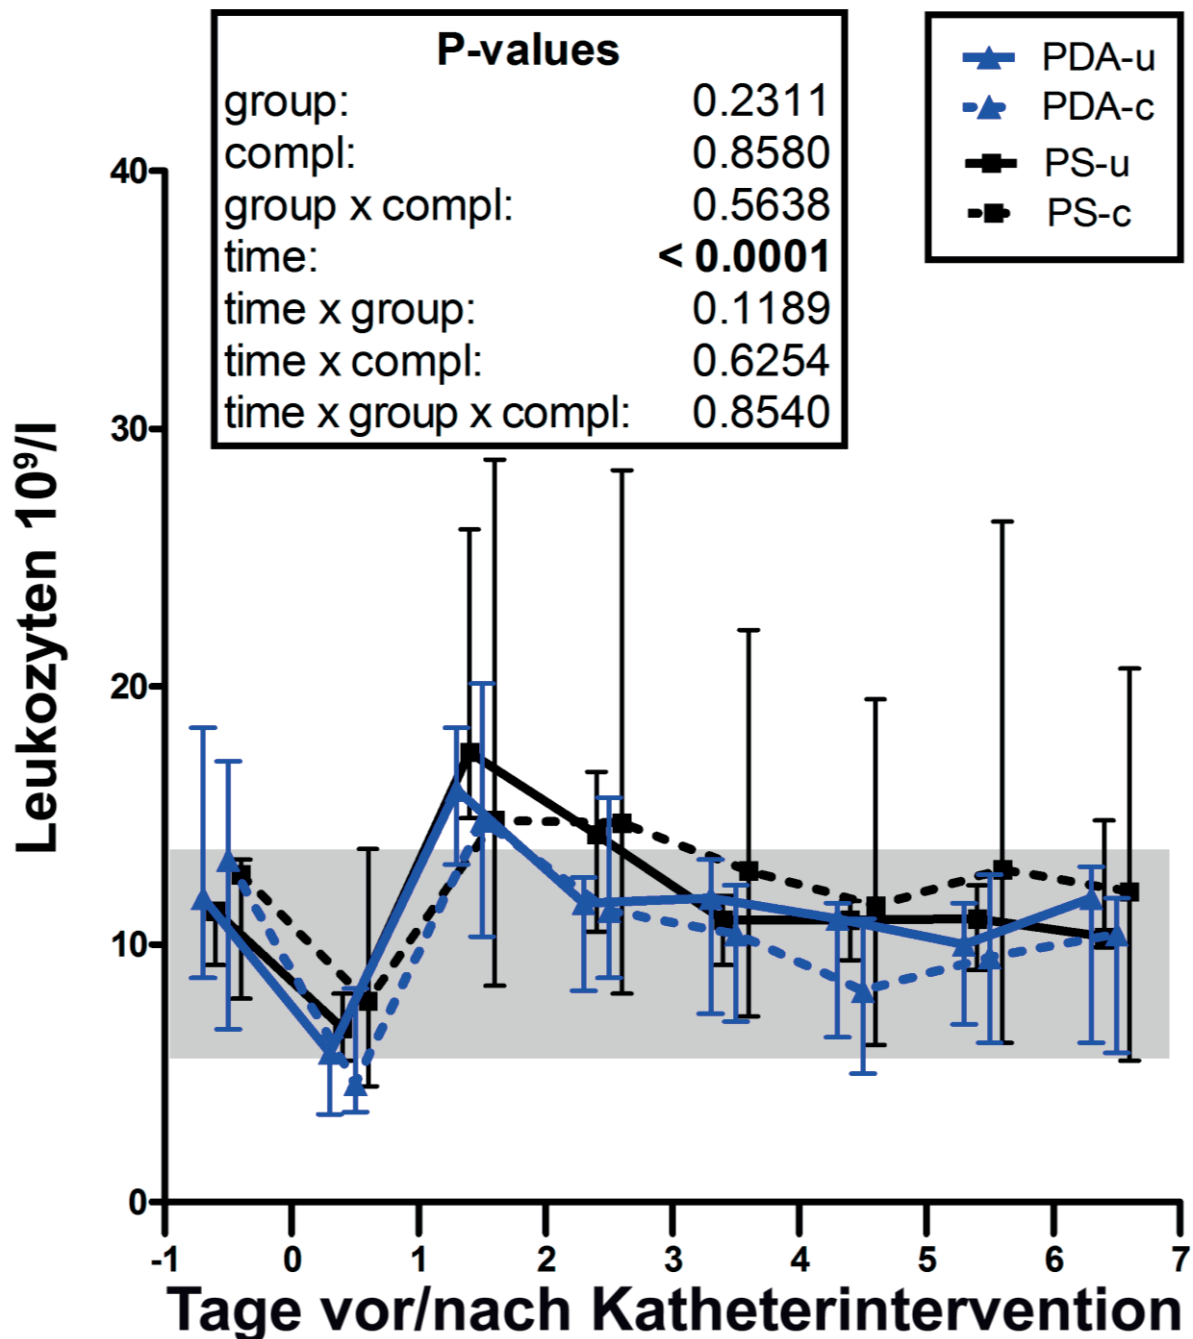 P-values
group: 0.2311
compl: 0.8580
group x compl: 0.5638
time: < 0.0001
time x group: 0.1189
time x compl: 0.6254
time x group x compl: 0.8540
PDA-u
PDA-c
PS-u
PS-c
Leukozyten 10⁹/l
40
30
20
10
0
-1 0 1 2 3 4 5 6 7
Tage vor/nach Katheterintervention